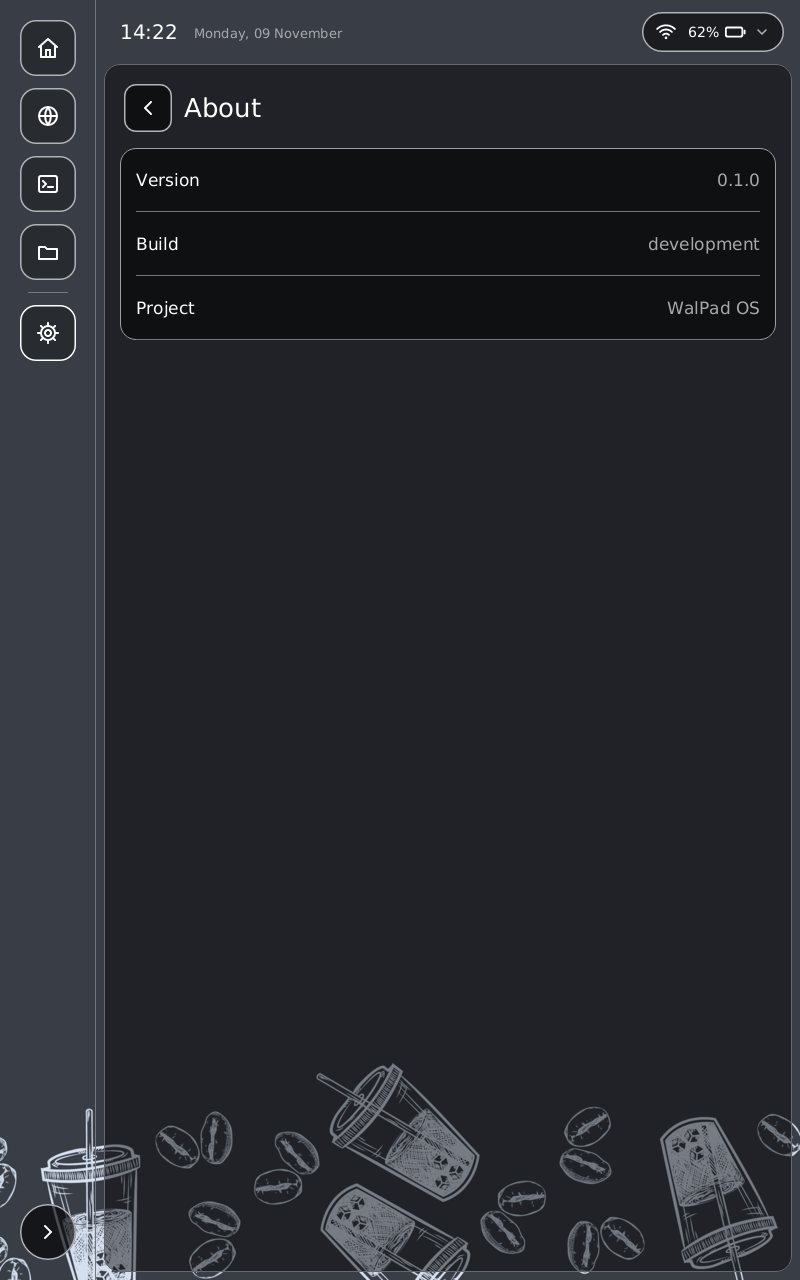 14:22 Monday, 09 November 62%
About
Version 0.1.0
Build development
Project WalPad OS